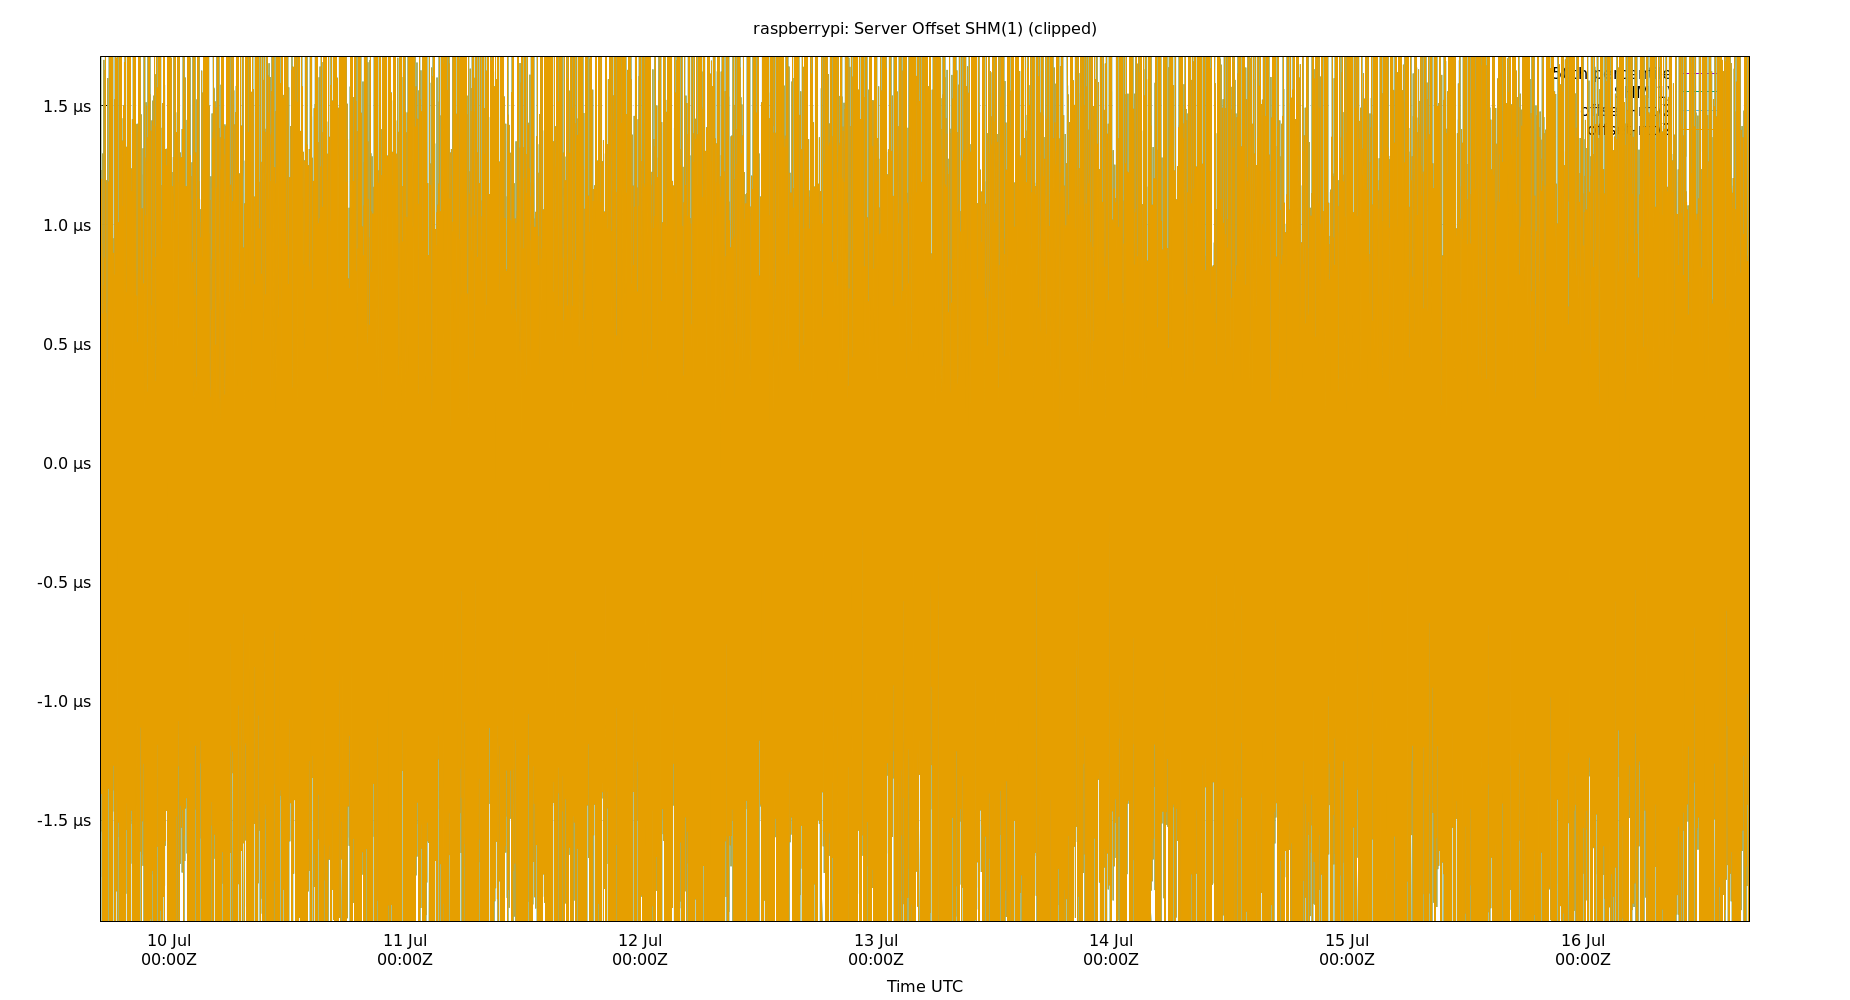 raspberrypi: Server Offset SHM(1) (clipped)
1.5 µs
1.0 µs
0.5 µs
0.0 µs
-0.5 µs
-1.0 µs
-1.5 µs
10 Jul 11 Jul 12 Jul 13 Jul 14 Jul 15 Jul 16 Jul
00:00Z 00:00Z 00:00Z 00:00Z 00:00Z 00:00Z 00:00Z
Time UTC